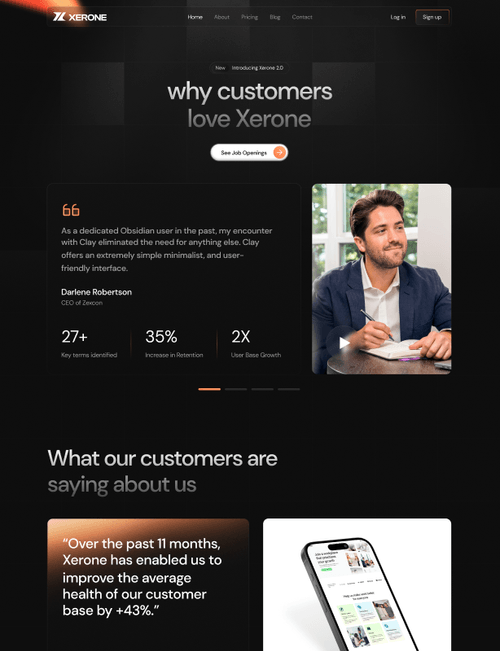 XERONE
Home About Pricing Blog Contact
Log in
Sign up
New Introducing Xerone 2.0
why customers
love Xerone
See Job Openings
As a dedicated Obsidian user in the past, my encounter
with Clay eliminated the need for anything else. Clay
offers an extremely simple minimalist, and user-
friendly interface.
Darlene Robertson
CEO of Zexcon
27+
Key terms identified
35%
Increase in Retention
2X
User Base Growth
What our customers are
saying about us
“Over the past 11 months,
Xerone has enabled us to
improve the average
health of our customer
base by +43%.”